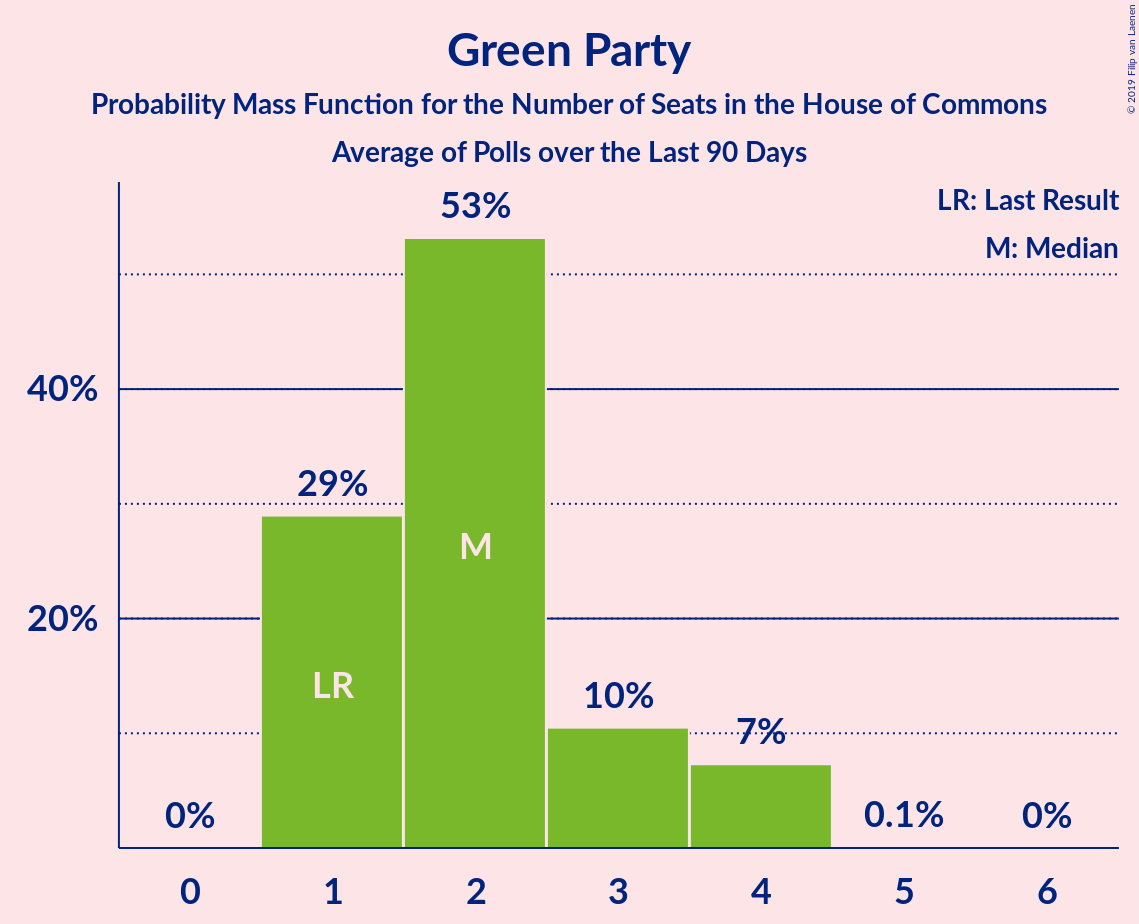 Green Party
Probability Mass Function for the Number of Seats in the House of Commons
Average of Polls over the Last 90 Days
© 2019 Filip van Laenen
LR: Last Result
M: Median
53%
40%
29%
M
20%
LR
10%
7%
0%
0.1%
0%
0 1 2 3 4 5 6